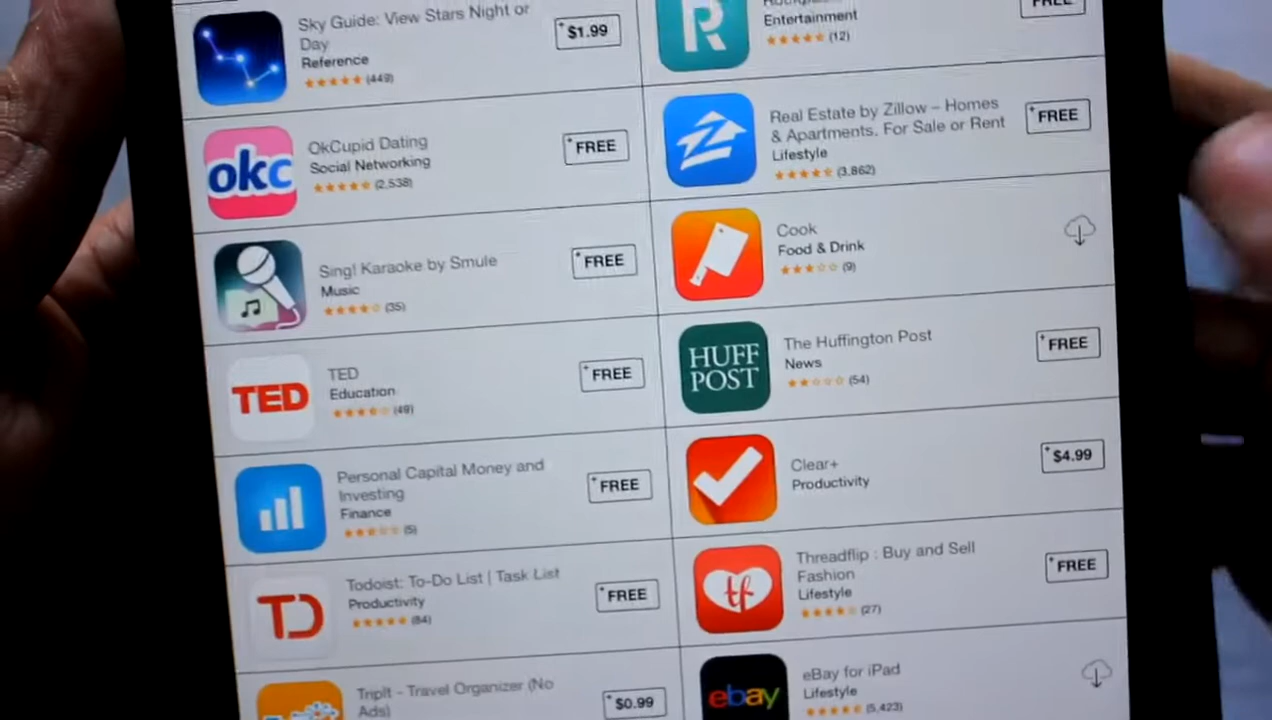 Sky Guide: View Stars Night or
Day
Reference
(449)
$1.99
okc
OkCupid Dating
Social Networking
(2,538)
FREE
Sing! Karaoke by Smule
Music
(35)
FREE
TED
TED
Education
(49)
FREE
Personal Capital Money and
Investing
Finance
(5)
FREE
TD
Todoist: To-Do List | Task List
Productivity
(84)
FREE
TripIt - Travel Organizer (No
Ads)
$0.99
R
Entertainment
(12)
FREE
Z
Real Estate by Zillow – Homes
& Apartments, For Sale or Rent
Lifestyle
(3,862)
FREE
Cook
Food & Drink
(9)
HUFF
POST
The Huffington Post
News
(54)
FREE
Clear+
Productivity
$4.99
tf
Threadflip : Buy and Sell
Fashion
Lifestyle
(27)
FREE
ebay
eBay for iPad
Lifestyle
(5,423)